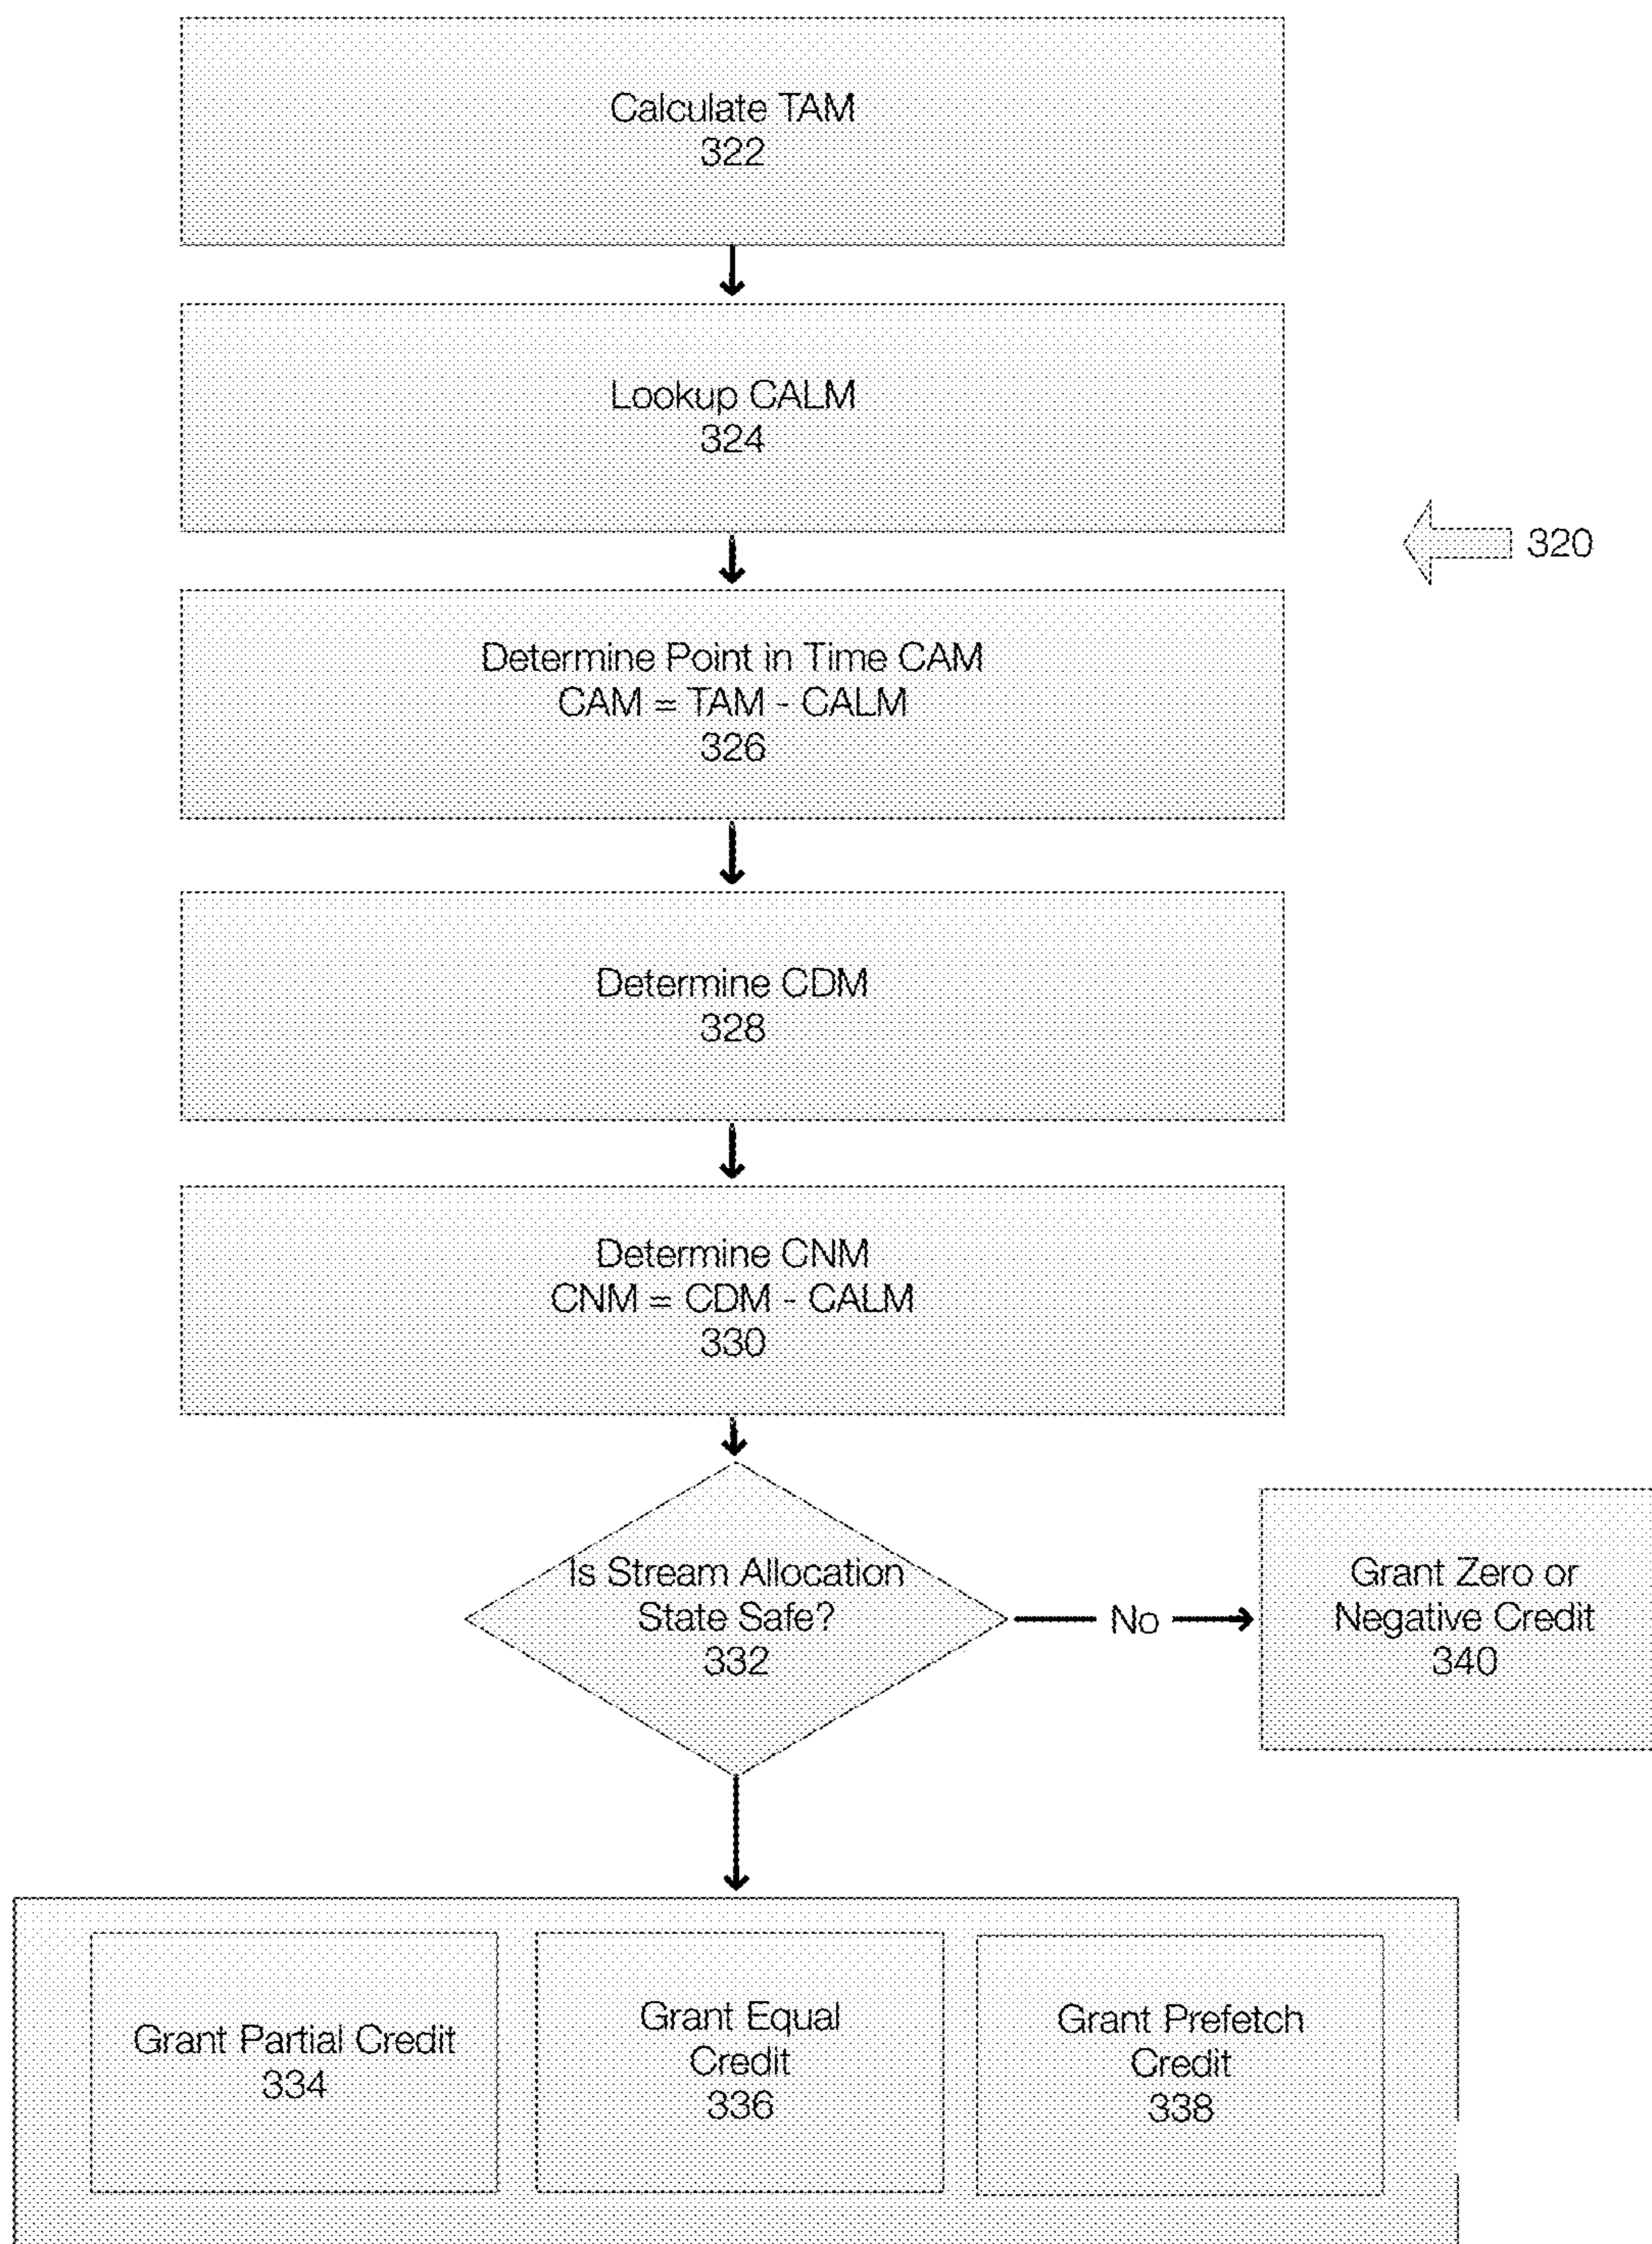 Calculate TAM
322
Lookup CALM
324
320
Determine Point in Time CAM
CAM = TAM - CALM
326
Determine CDM
328
Determine CNM
CNM = CDM - CALM
330
Is Stream Allocation
State Safe?
332
No
Grant Zero or
Negative Credit
340
Grant Partial Credit
334
Grant Equal
Credit
336
Grant Prefetch
Credit
338